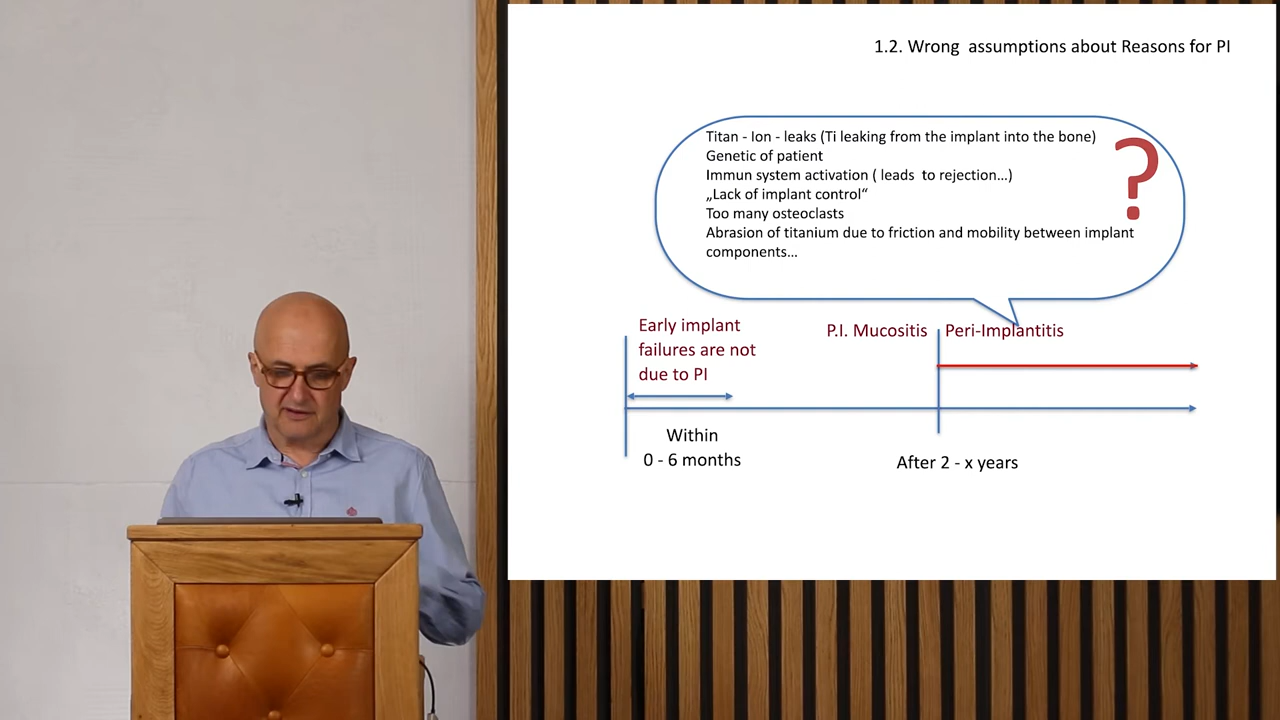 1.2. Wrong  assumptions about Reasons for PI
Titan - Ion - leaks (Ti leaking from the implant into the bone)
Genetic of patient
Immun system activation ( leads  to rejection…)
„Lack of implant control“
Too many osteoclasts
Abrasion of titanium due to friction and mobility between implant
components…
?
Early implant
failures are not
due to PI
P.I. Mucositis
Peri-Implantitis
Within
0 - 6 months
After 2 - x years